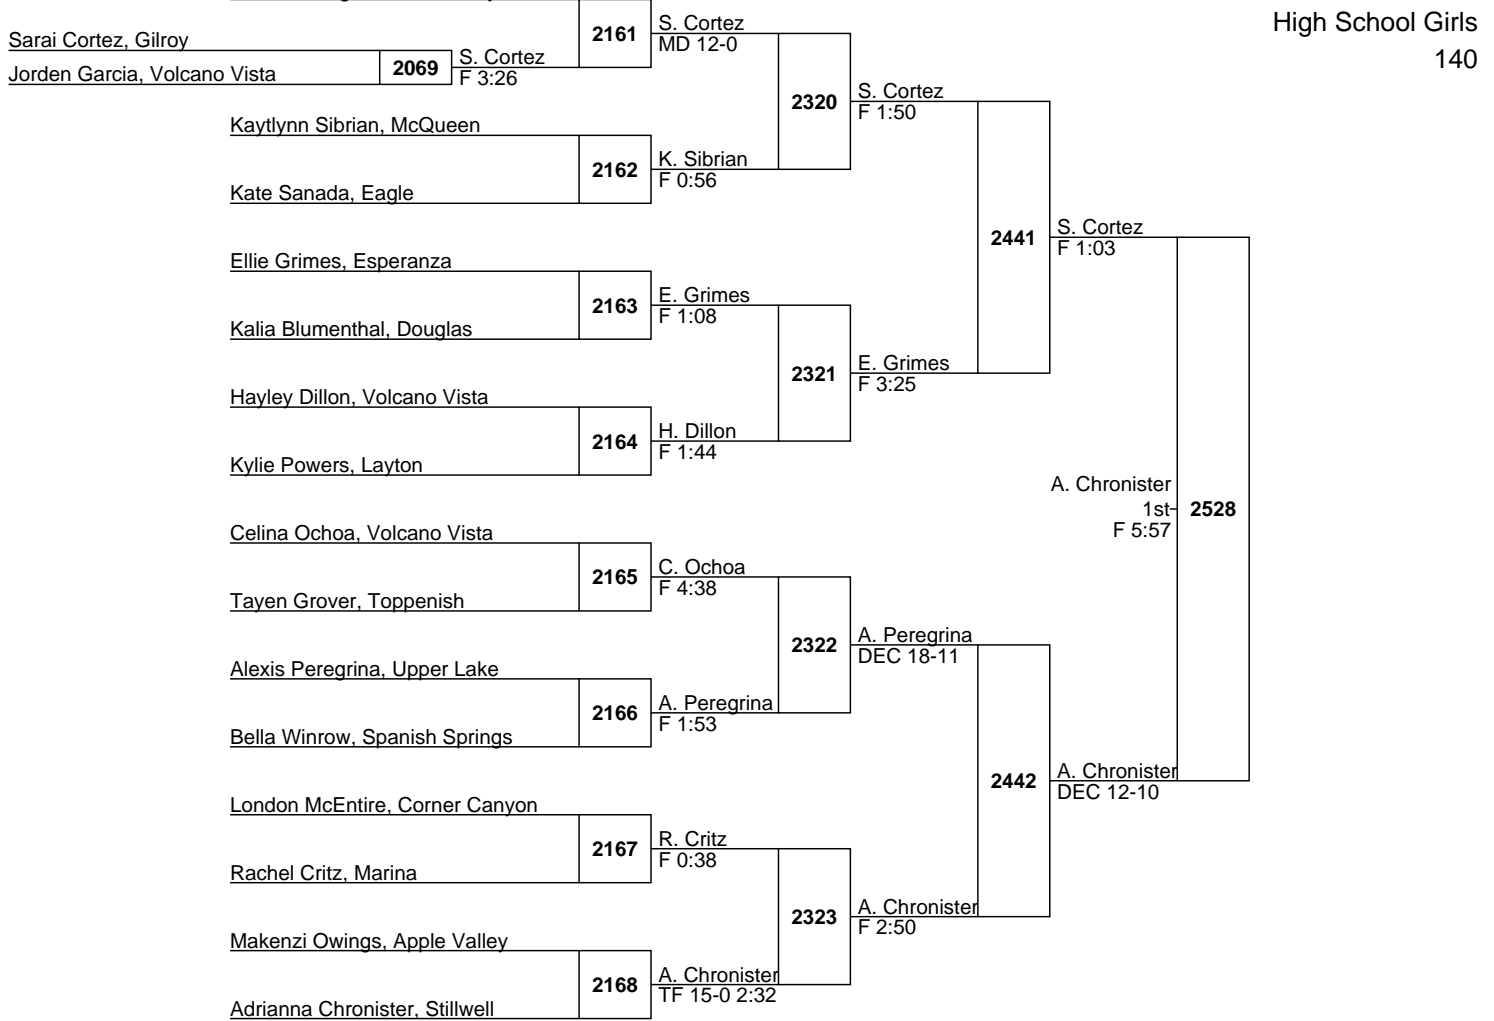 High School Girls
140
Sarai Cortez, Gilroy
Jorden Garcia, Volcano Vista
2069
S. Cortez
F 3:26
2161
S. Cortez
MD 12-0
Kaytlynn Sibrian, McQueen
Kate Sanada, Eagle
2162
K. Sibrian
F 0:56
2320
S. Cortez
F 1:50
Ellie Grimes, Esperanza
Kalia Blumenthal, Douglas
2163
E. Grimes
F 1:08
Hayley Dillon, Volcano Vista
Kylie Powers, Layton
2164
H. Dillon
F 1:44
2321
E. Grimes
F 3:25
2441
S. Cortez
F 1:03
Celina Ochoa, Volcano Vista
Tayen Grover, Toppenish
2165
C. Ochoa
F 4:38
Alexis Peregrina, Upper Lake
Bella Winrow, Spanish Springs
2166
A. Peregrina
F 1:53
2322
A. Peregrina
DEC 18-11
London McEntire, Corner Canyon
Rachel Critz, Marina
2167
R. Critz
F 0:38
Makenzi Owings, Apple Valley
Adrianna Chronister, Stillwell
2168
A. Chronister
TF 15-0 2:32
2323
A. Chronister
F 2:50
2442
A. Chronister
DEC 12-10
A. Chronister
1st
F 5:57
2528